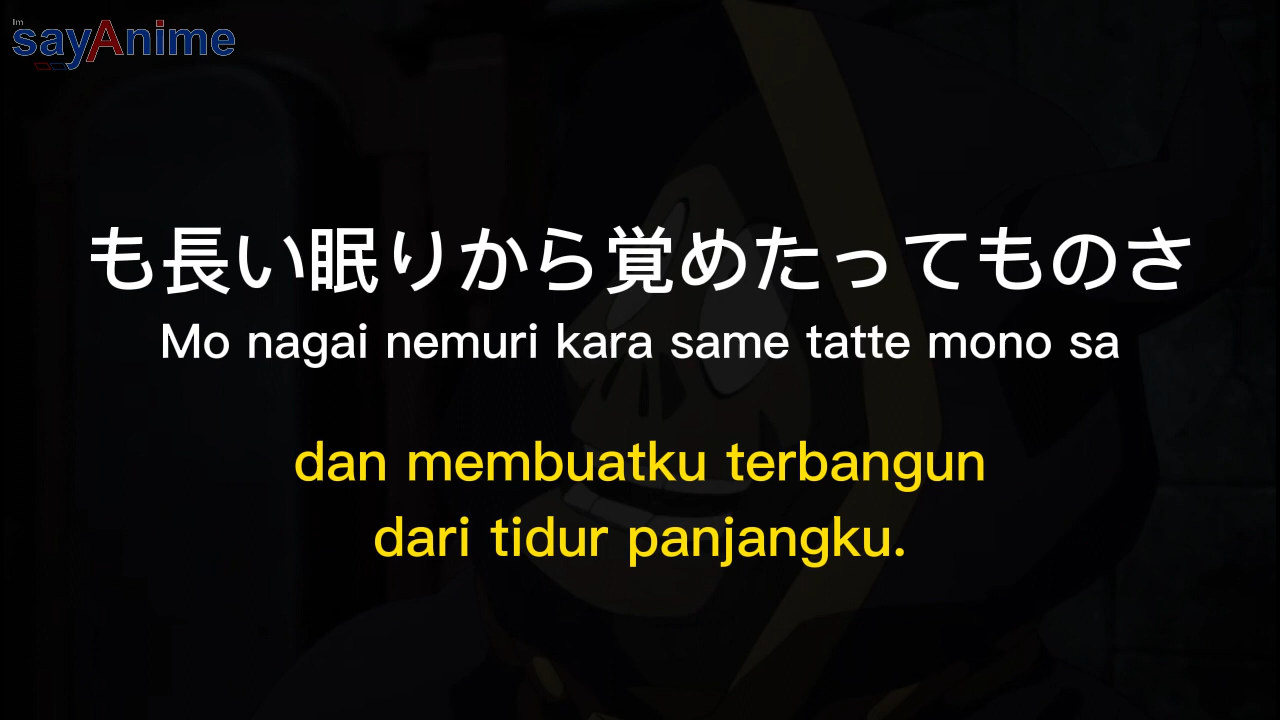 Im
sayAnime
も長い眠りから覚めたってものさ
Mo nagai nemuri kara same tatte mono sa
dan membuatku terbangun
dari tidur panjangku.